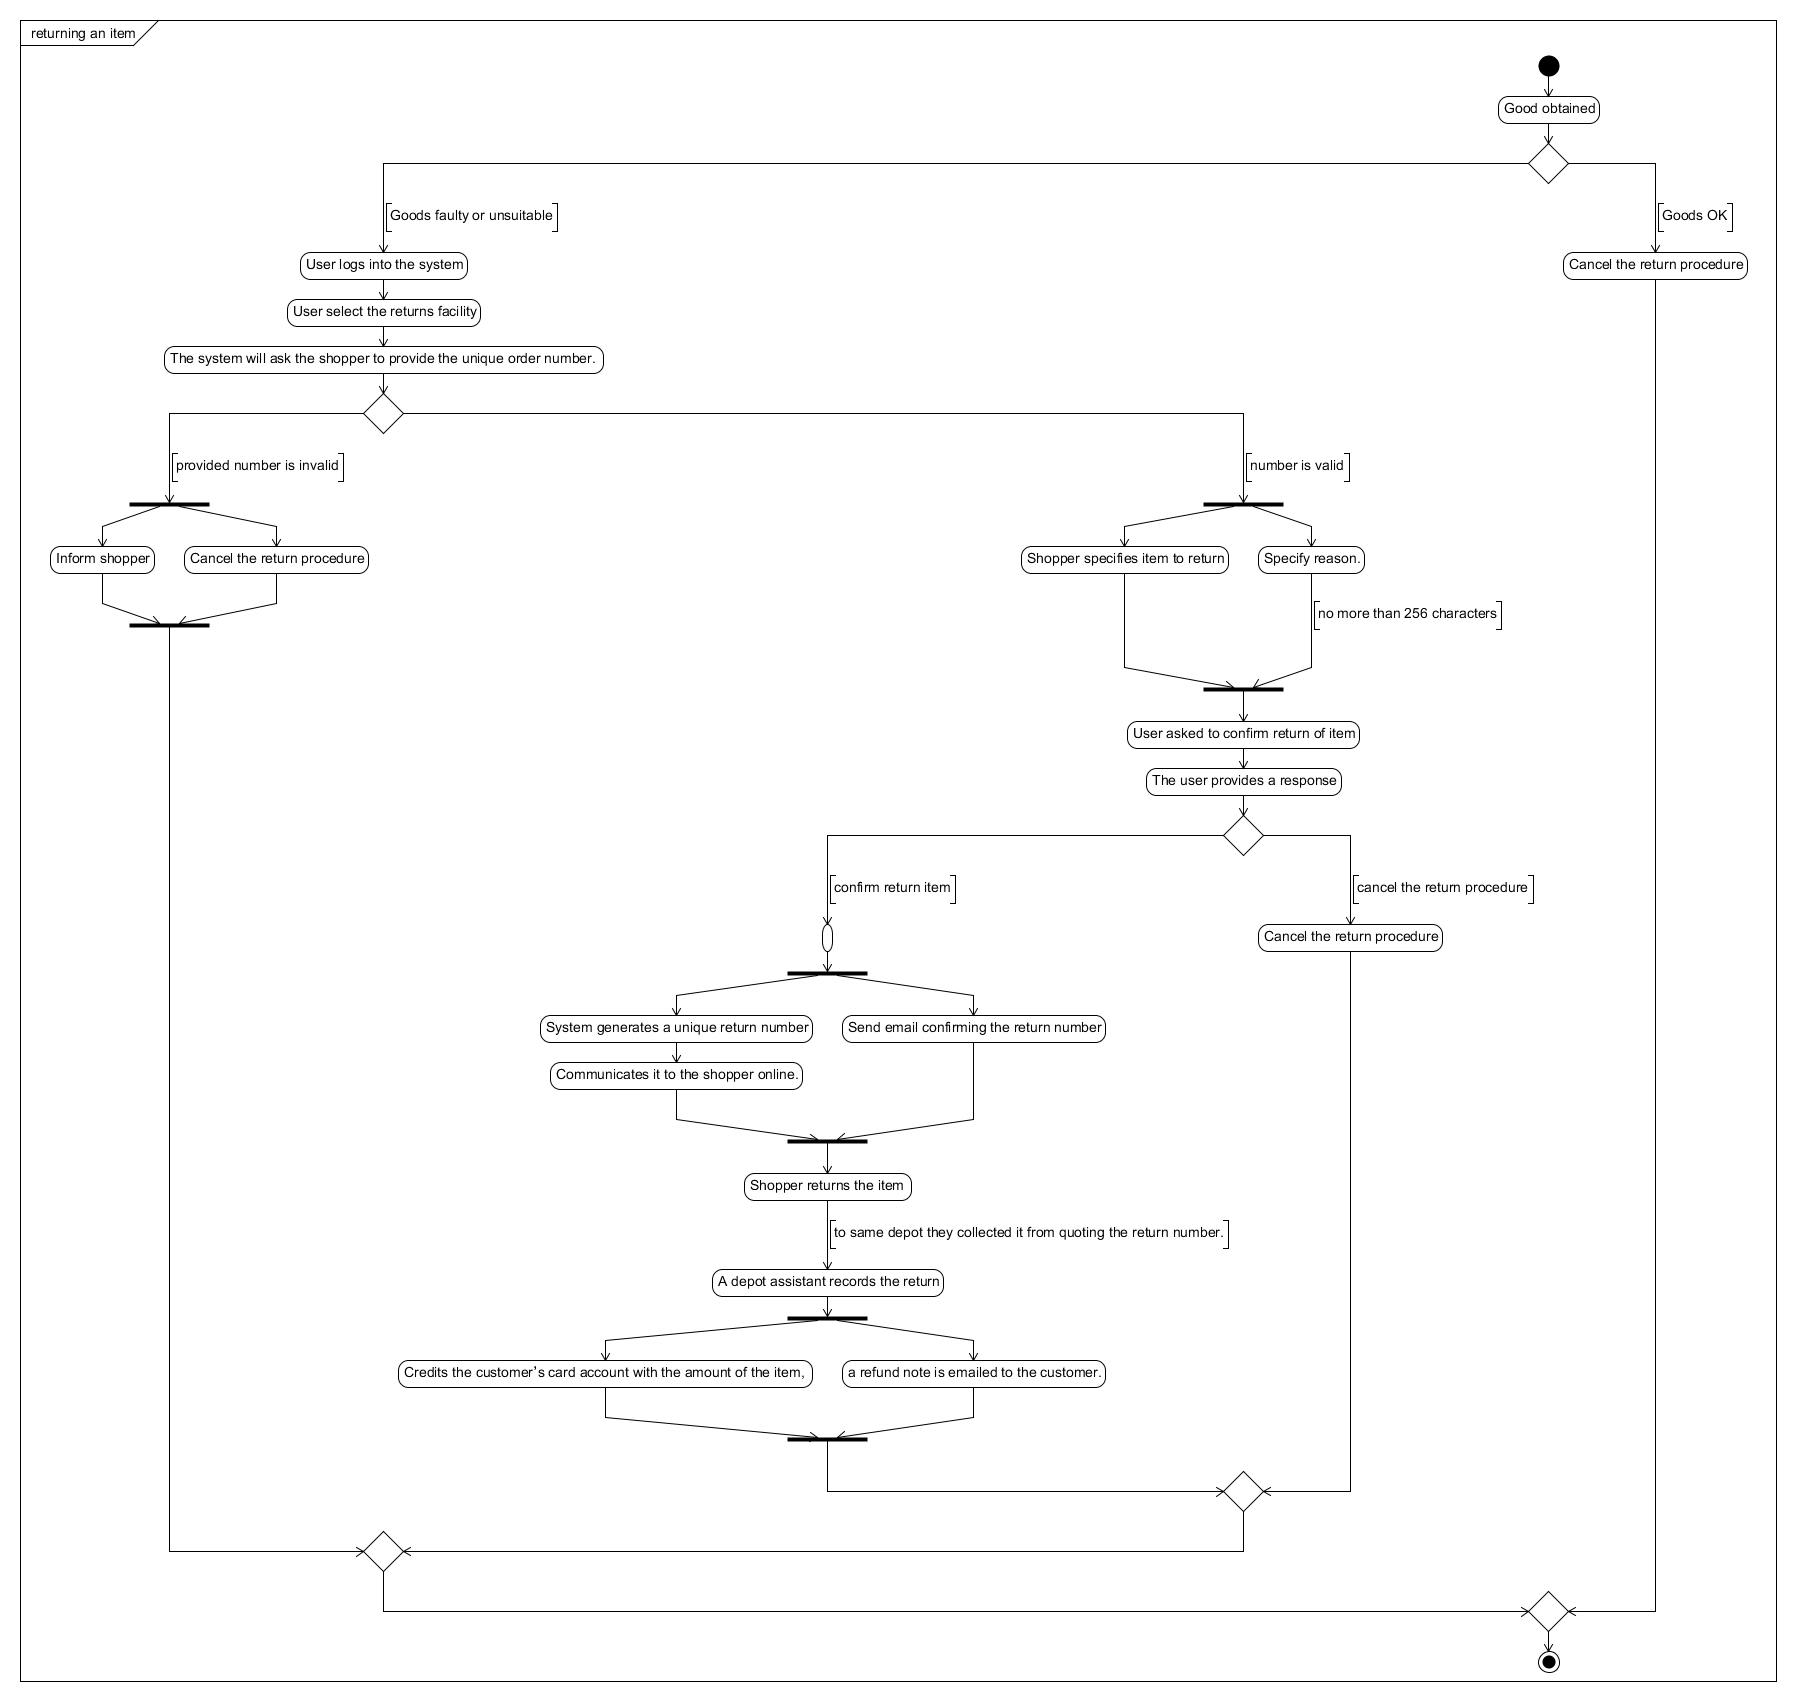 returning an item
Good obtained
Goods faulty or unsuitable
Goods OK
User logs into the system
Cancel the return procedure
User select the returns facility
The system will ask the shopper to provide the unique order number.
provided number is invalid
number is valid
Inform shopper
Cancel the return procedure
Shopper specifies item to return
Specify reason.
no more than 256 characters
User asked to confirm return of item
The user provides a response
confirm return item
cancel the return procedure
Cancel the return procedure
System generates a unique return number
Send email confirming the return number
Communicates it to the shopper online.
Shopper returns the item
to same depot they collected it from quoting the return number.
A depot assistant records the return
Credits the customer's card account with the amount of the item,
a refund note is emailed to the customer.